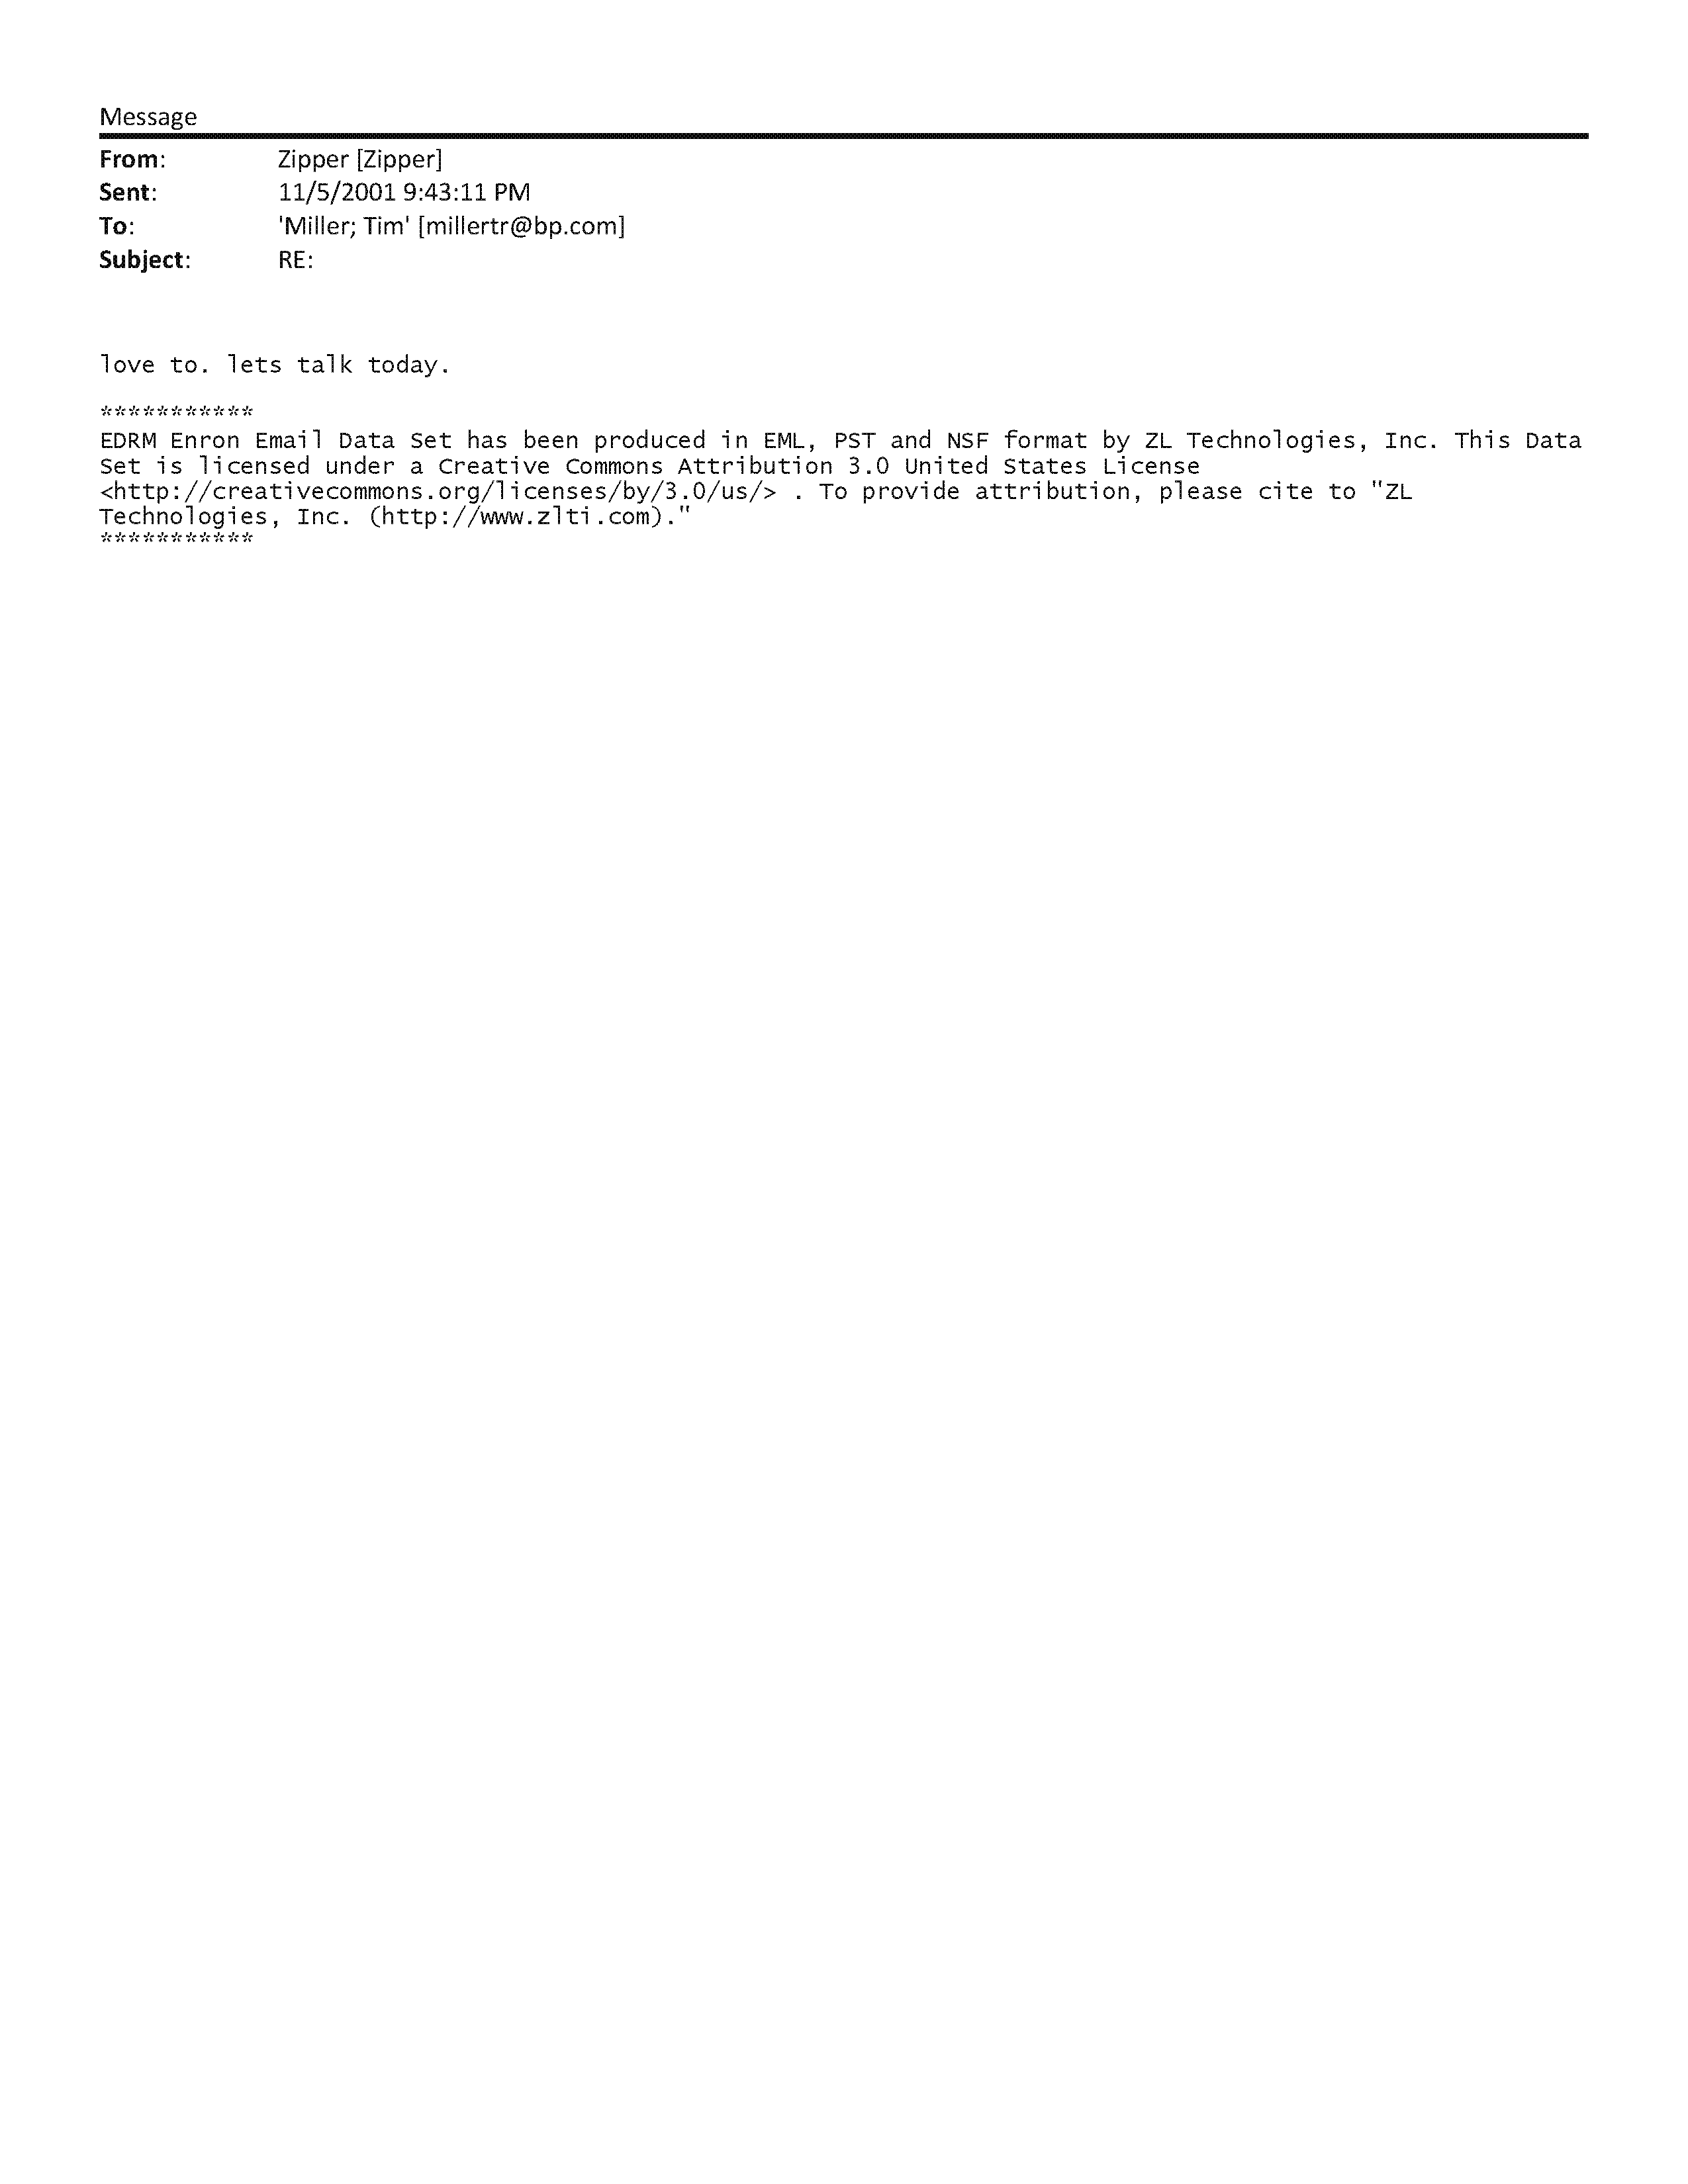 Message
From: Zipper [Zipper]
Sent: 11/5/2001 9:43:11 PM
To: 'Miller; Tim' [millertr@bp.com]
Subject: RE:
love to. lets talk today.
***********
EDRM Enron Email Data Set has been produced in EML, PST and NSF format by ZL Technologies, Inc. This Data
Set is licensed under a Creative Commons Attribution 3.0 United States License
<http://creativecommons.org/licenses/by/3.0/us/> . To provide attribution, please cite to "ZL
Technologies, Inc. (http://www.zlti.com)."
***********